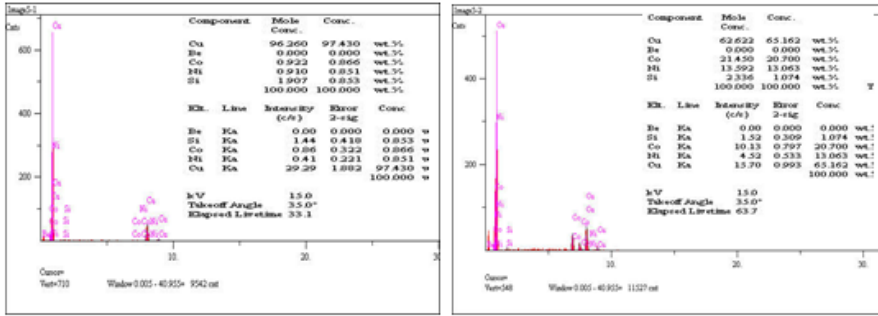 Image5-1
Cnts
Component Mole Conc.
Conc.
Cu 96.260 97.430 wt.%
Be 0.000 0.000 wt.%
Co 0.922 0.866 wt.%
Ni 0.910 0.851 wt.%
Si 1.907 0.853 wt.%
100.000 100.000 wt.%
Elt. Line Intensity Error Conc
(c/s) 2-sig
Be Ka 0.00 0.000 0.000 w
Si Ka 1.44 0.418 0.853 w
Co Ka 0.86 0.322 0.866 w
Ni Ka 0.41 0.221 0.851 w
Cu Ka 29.29 1.882 97.430 w
100.000 w
kV 15.0
Takeoff Angle 35.0°
Elapsed Livetime 33.1
600
400
200
Cu
Ni
10.
20.
30.
Cursor=
Vert=710 Window 0.005 - 40.955= 9542 cnt
Image5-2
Cnts
Component Mole Conc.
Conc.
Cu 62.622 65.162 wt.%
Be 0.000 0.000 wt.%
Co 21.450 20.700 wt.%
Ni 13.592 13.063 wt.%
Si 2.336 1.074 wt.%
100.000 100.000 wt.% T
Elt. Line Intensity Error Conc
(c/s) 2-sig
Be Ka 0.00 0.000 0.000 wt.%
Si Ka 1.52 0.309 1.074 wt.%
Co Ka 10.13 0.797 20.700 wt.%
Ni Ka 4.52 0.533 13.063 wt.%
Cu Ka 15.70 0.993 65.162 wt.%
100.000 wt.%
kV 15.0
Takeoff Angle 35.0°
Elapsed Livetime 63.7
400
200
Cu
Ni
10.
20.
30.
Cursor=
Vert=548 Window 0.005 - 40.955= 11527 cnt